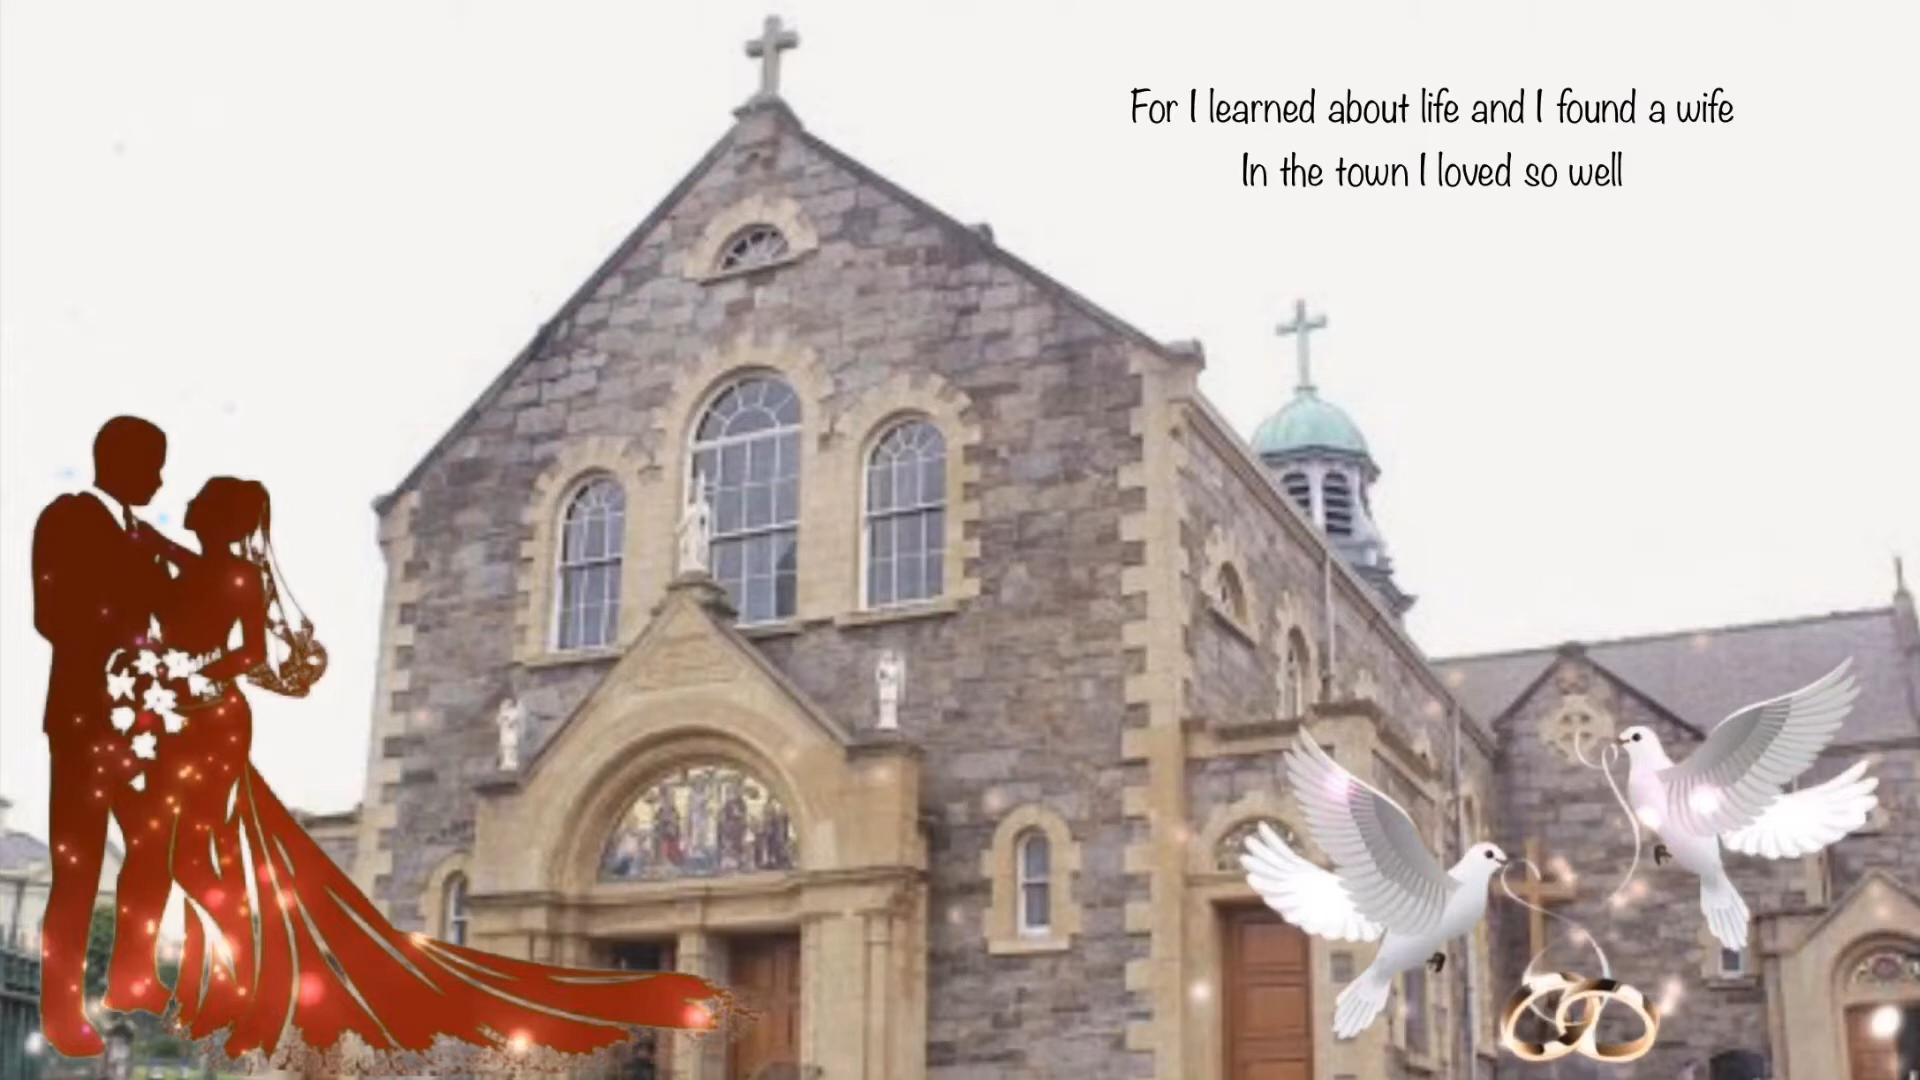 For I learned about life and I found a wife
In the town I loved so well